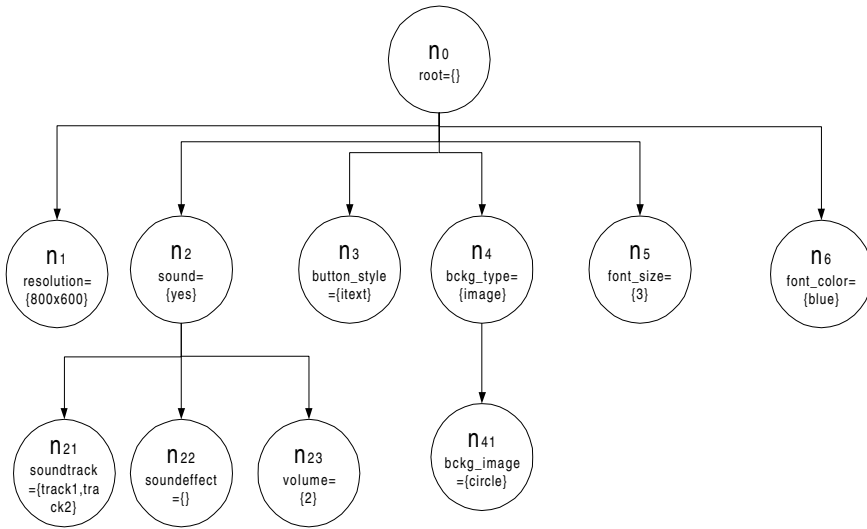 n0
root={}
n1
resolution=
{800x600}
n2
sound=
{yes}
n3
button_style
={itext}
n4
bckg_type=
{image}
n5
font_size=
{3}
n6
font_color=
{blue}
n21
soundtrack
={track1,tra
ck2}
n22
soundeffect
={}
n23
volume=
{2}
n41
bckg_image
={circle}